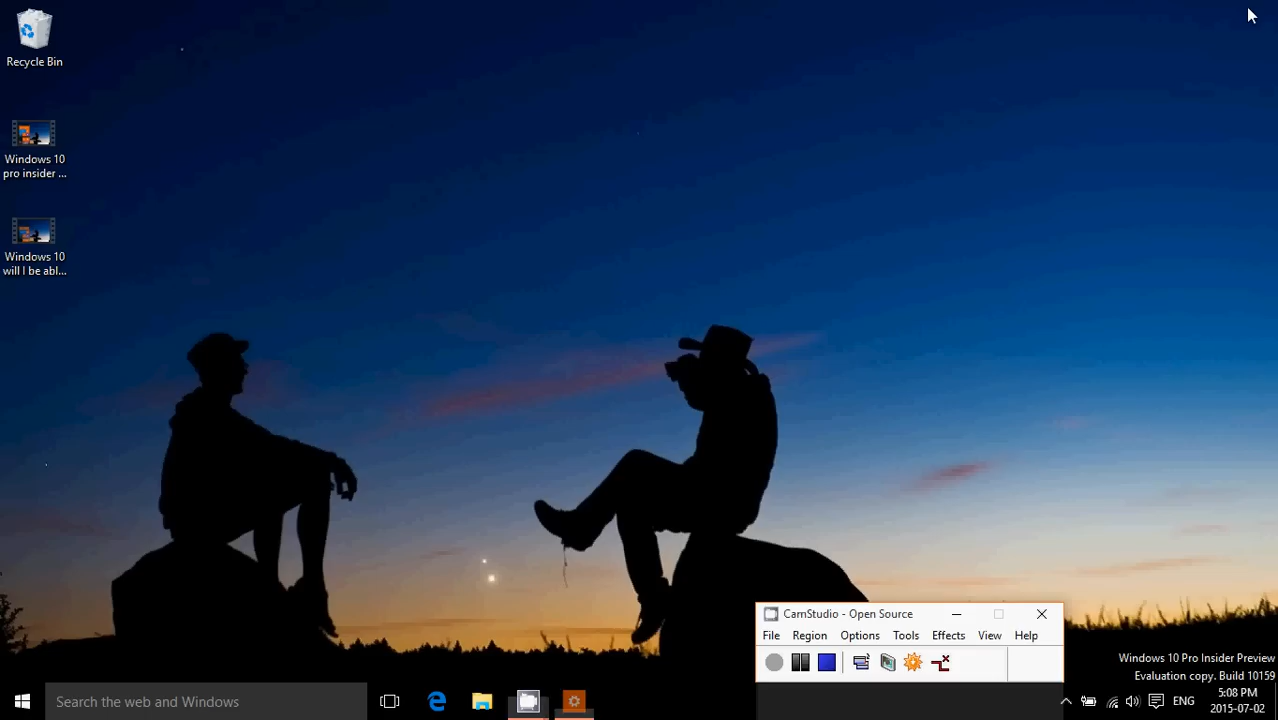 Recycle Bin
Windows 10
pro insider ...
Windows 10
will I be abl...
CamStudio - Open Source
File Region Options Tools Effects View Help
Windows 10 Pro Insider Preview
Evaluation copy. Build 10159
Search the web and Windows
ENG
5:08 PM
2015-07-02